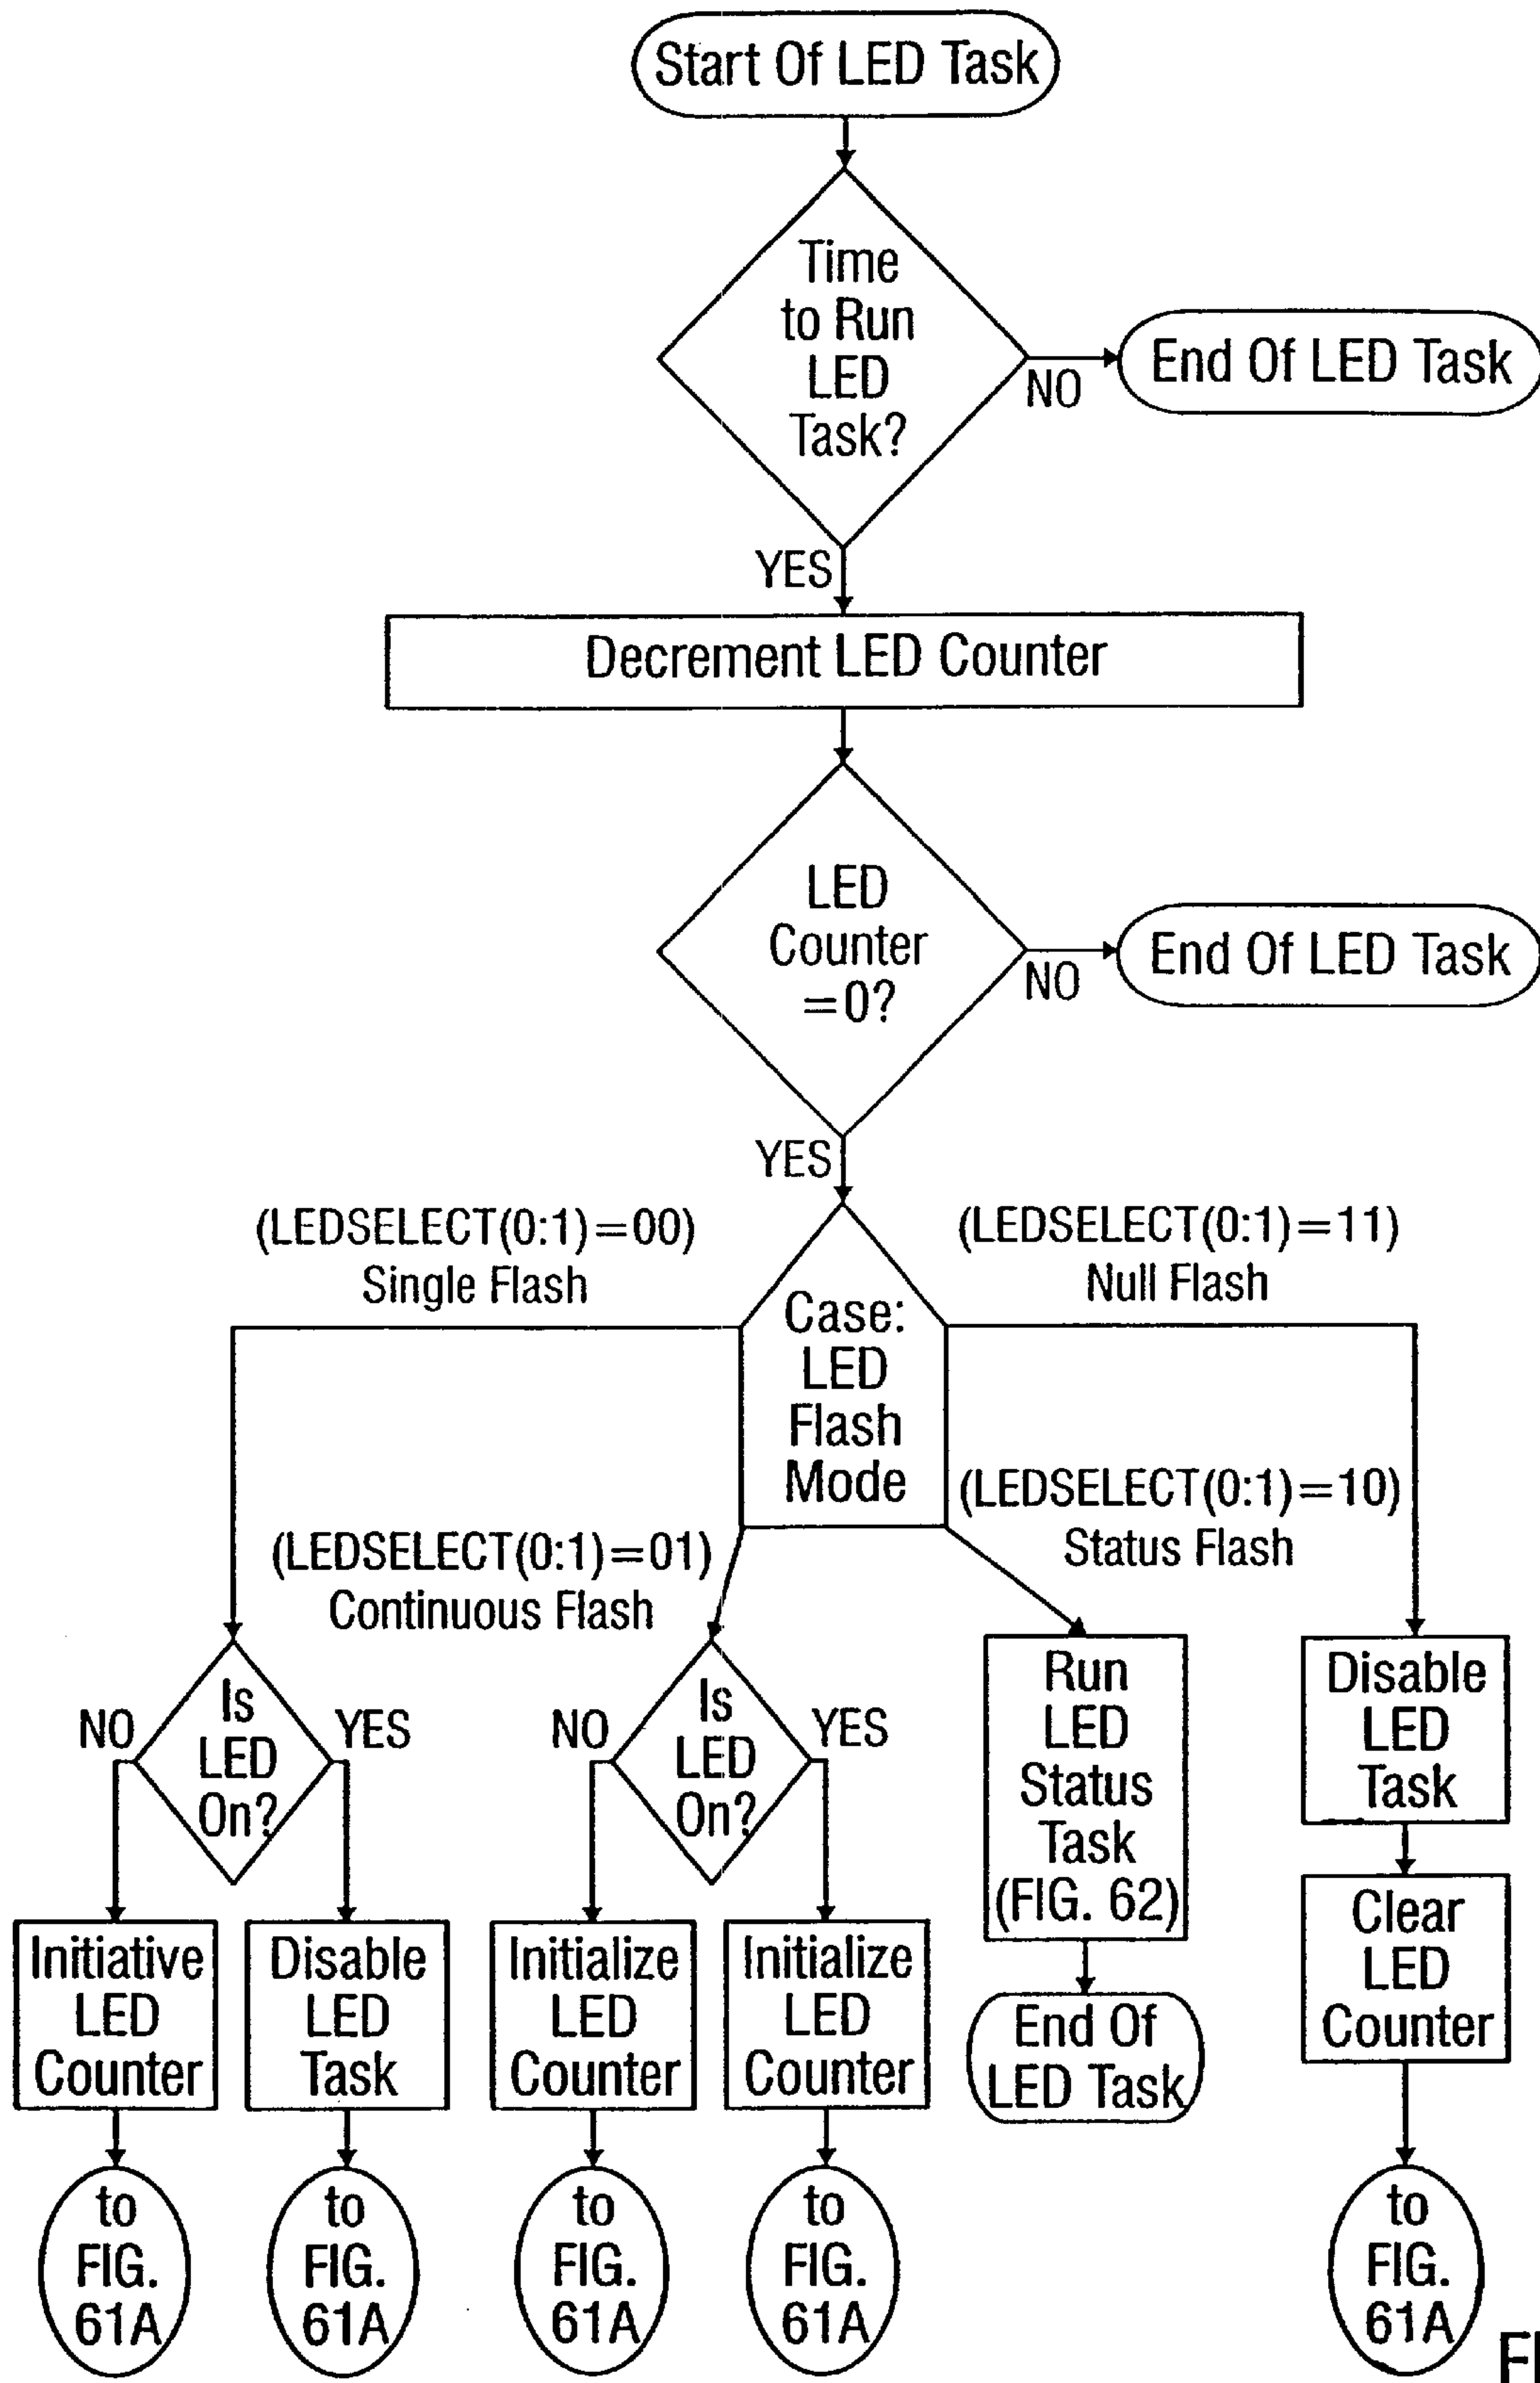 Start Of LED Task
Time
to Run
LED
Task?
NO
End Of LED Task
YES
Decrement LED Counter
LED
Counter
=0?
NO
End Of LED Task
YES
(LEDSELECT(0:1)=00)
Single Flash
(LEDSELECT(0:1)=11)
Null Flash
Case:
LED
Flash
Mode
(LEDSELECT(0:1)=10)
Status Flash
(LEDSELECT(0:1)=01)
Continuous Flash
NO
Is
LED
On?
YES
NO
Is
LED
On?
YES
Run
LED
Status
Task
(FIG. 62)
Disable
LED
Task
Initiative
LED
Counter
Disable
LED
Task
Initialize
LED
Counter
Initialize
LED
Counter
End Of
LED Task
Clear
LED
Counter
to
FIG.
61A
to
FIG.
61A
to
FIG.
61A
to
FIG.
61A
to
FIG.
61A